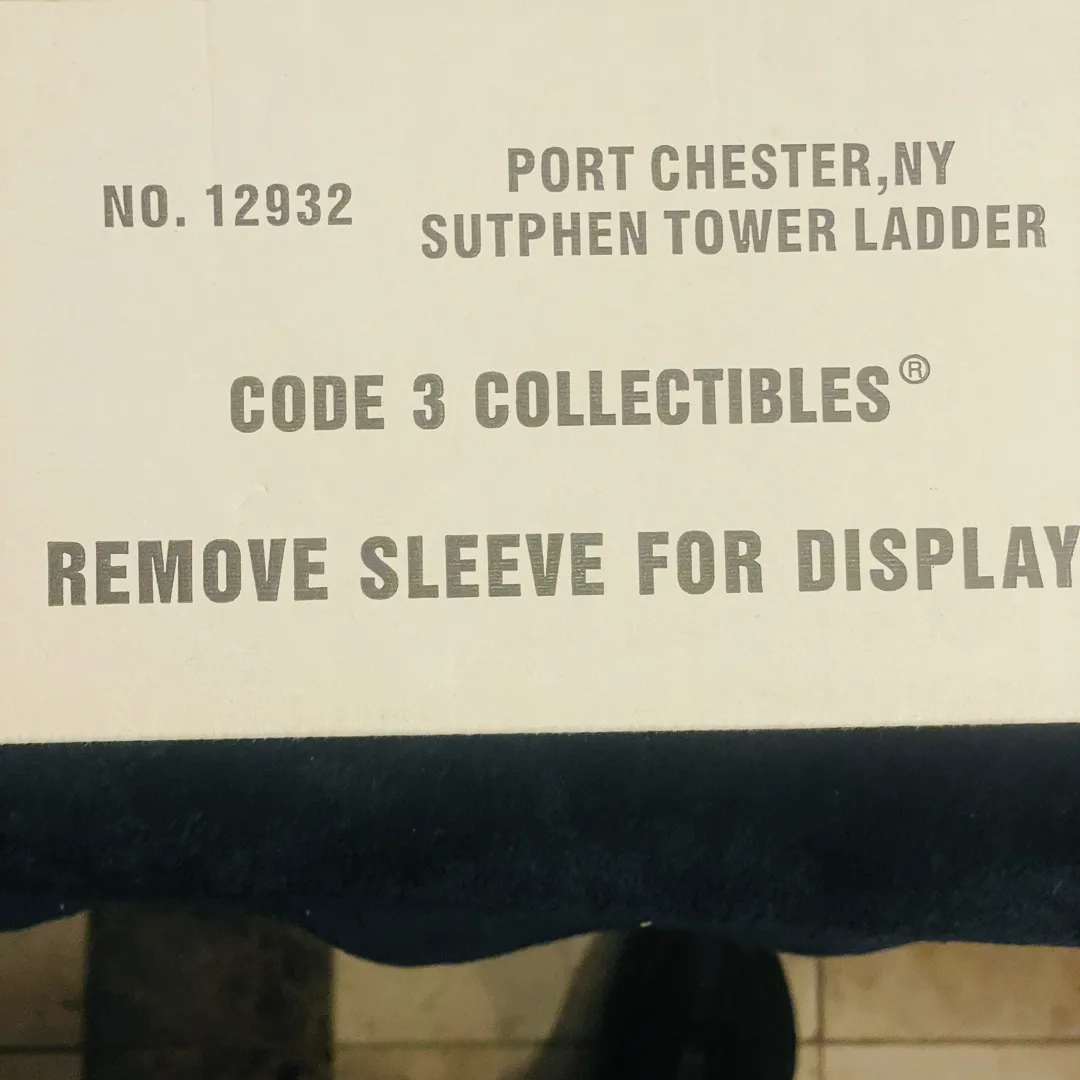 NO. 12932
PORT CHESTER,NY
SUTPHEN TOWER LADDER
CODE 3 COLLECTIBLES®
REMOVE SLEEVE FOR DISPLAY